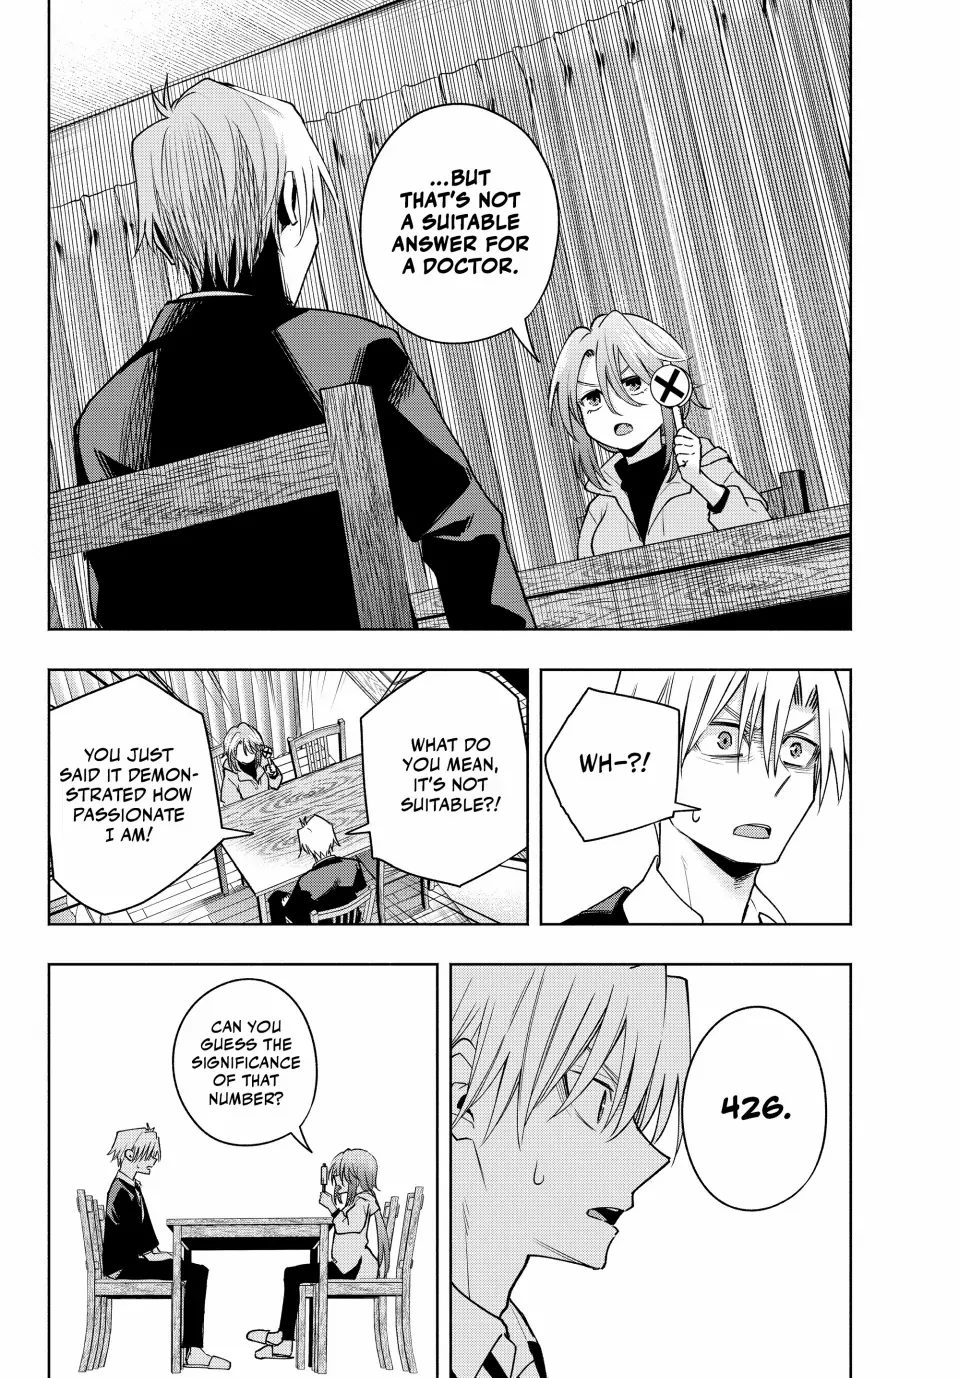 ...BUT
THAT'S NOT
A SUITABLE
ANSWER FOR
A DOCTOR.
WH-?!
WHAT DO
YOU MEAN,
IT'S NOT
SUITABLE?!
YOU JUST
SAID IT DEMON-
STRATED HOW
PASSIONATE
I AM!
426.
CAN YOU
GUESS THE
SIGNIFICANCE
OF THAT
NUMBER?